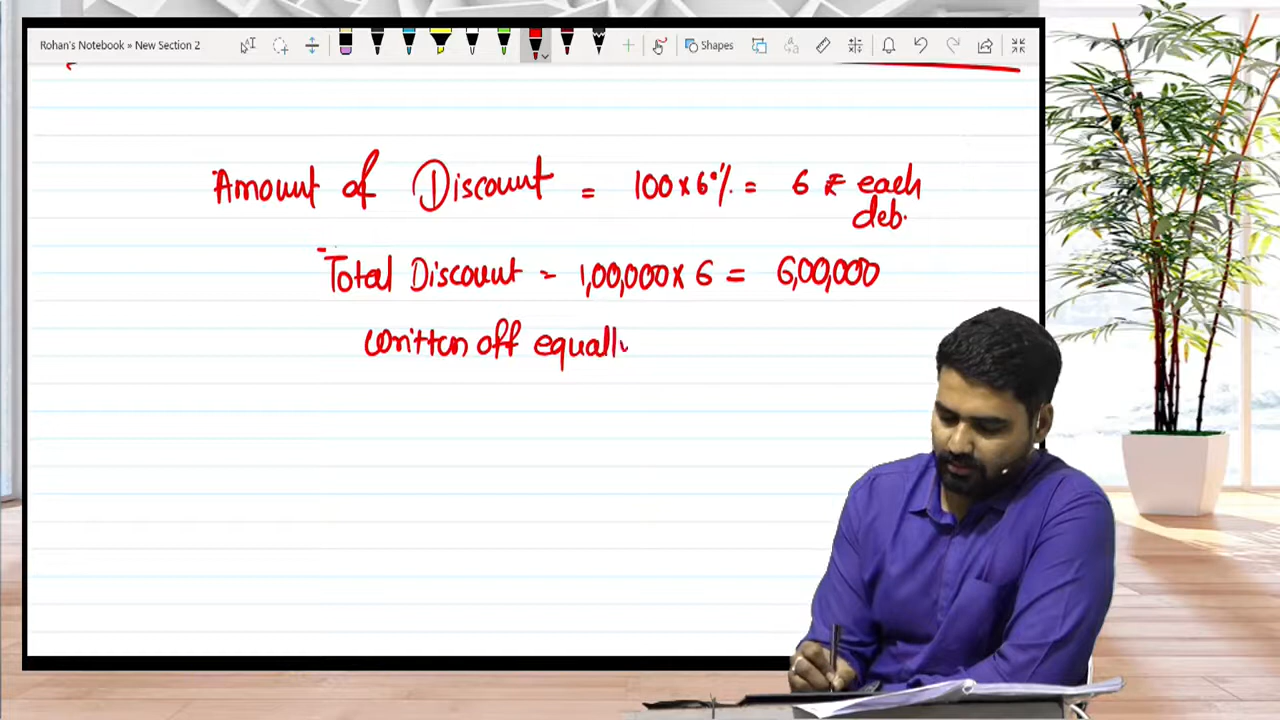 Rohan's Notebook » New Section 2
Shapes
Amount of Discount = 100 x 6% = 6 ₹ each deb.
Total Discount = 1,00,000 x 6 = 6,00,000
written off equally